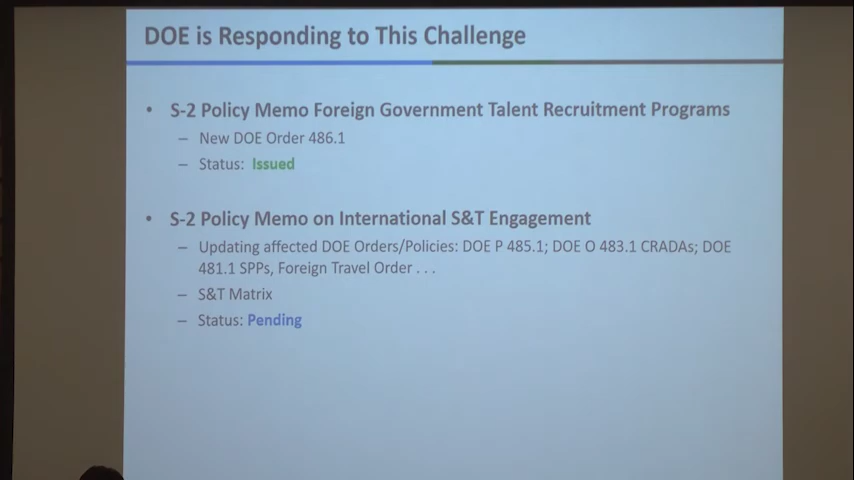 DOE is Responding to This Challenge
• S-2 Policy Memo Foreign Government Talent Recruitment Programs
– New DOE Order 486.1
– Status: Issued
• S-2 Policy Memo on International S&T Engagement
– Updating affected DOE Orders/Policies: DOE P 485.1; DOE O 483.1 CRADAs; DOE
481.1 SPPs, Foreign Travel Order . . .
– S&T Matrix
– Status: Pending